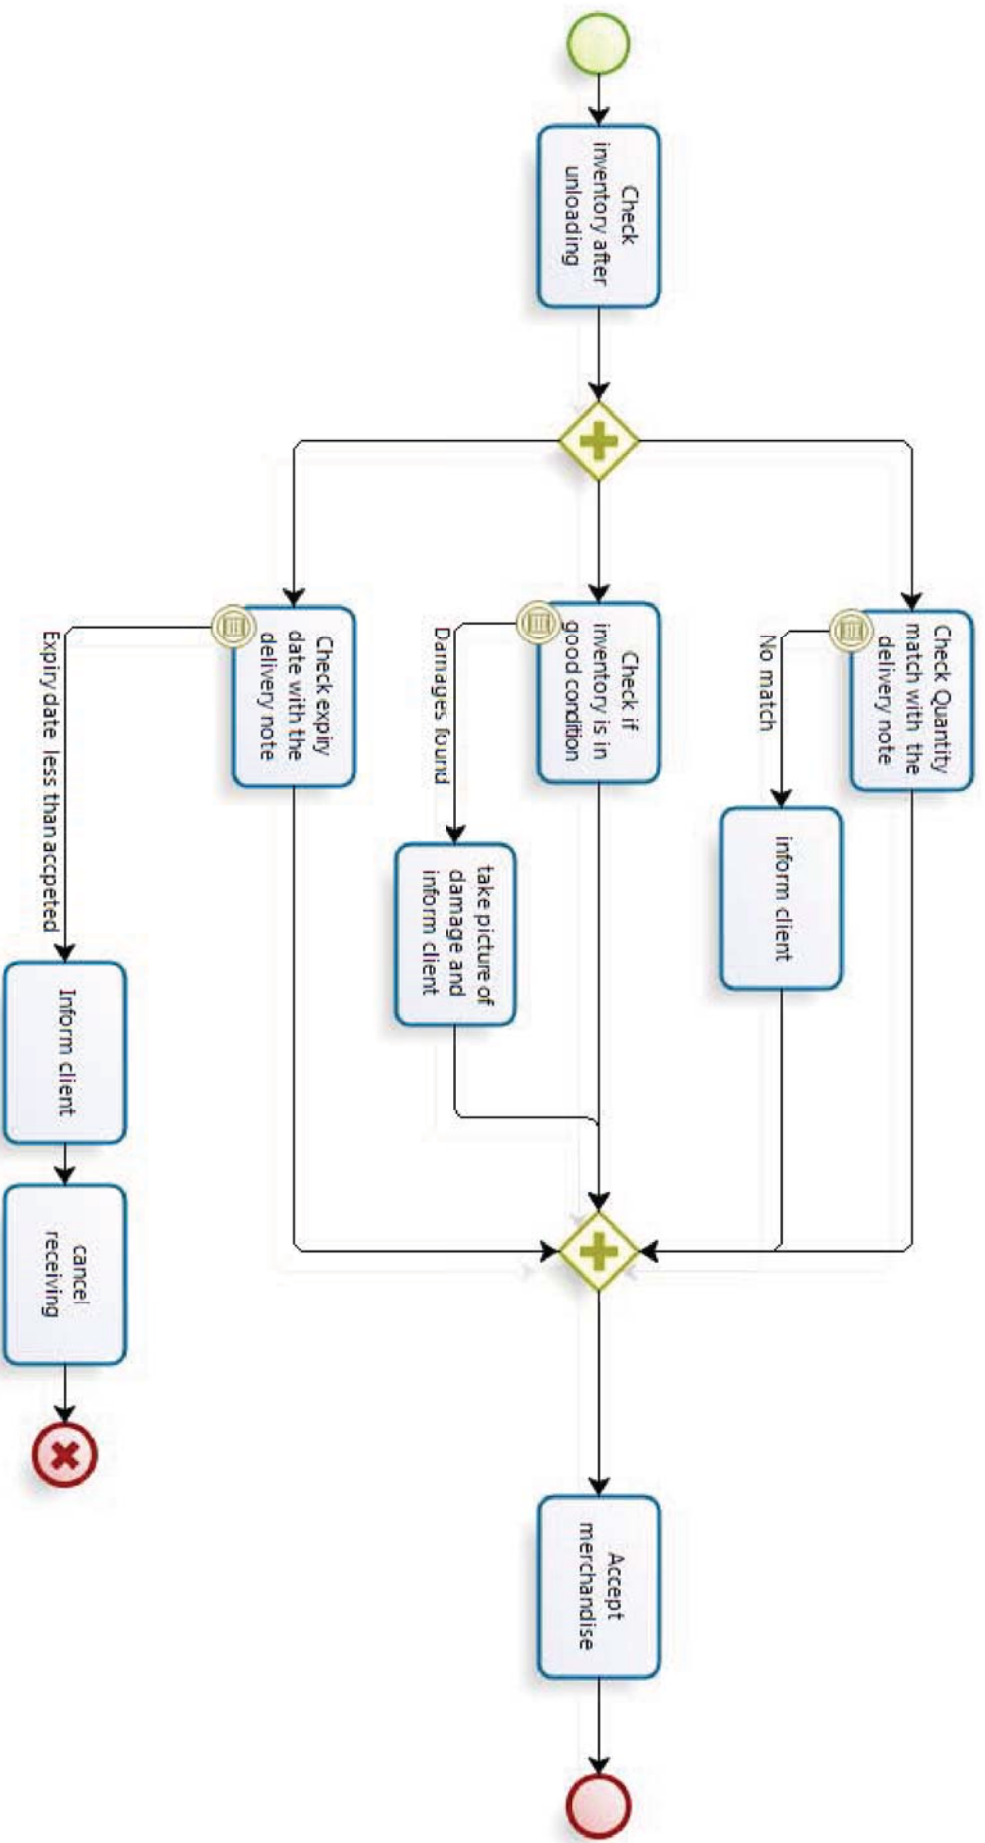 Check
inventory after
unloading
Check Quantity
match with the
delivery note
No match
inform client
Check if
inventory is in
good condition
Damages found
take picture of
damage and
inform client
Check expiry
date with the
delivery note
Expiry date less than accpeted
Inform client
cancel
receiving
Accept
merchandise